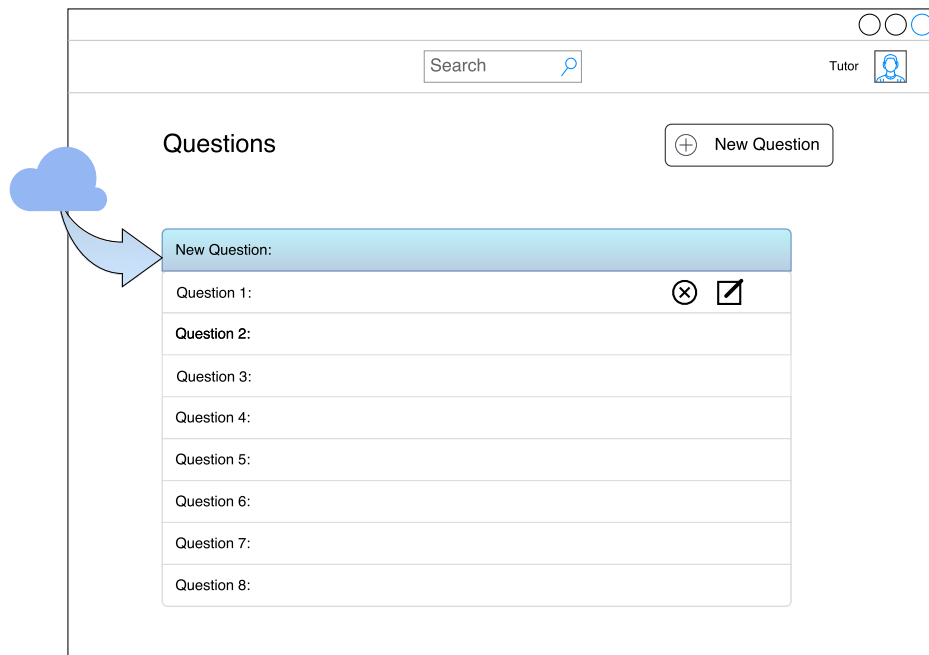 Search
Tutor
Questions
New Question
New Question:
Question 1:
Question 2:
Question 3:
Question 4:
Question 5:
Question 6:
Question 7:
Question 8: